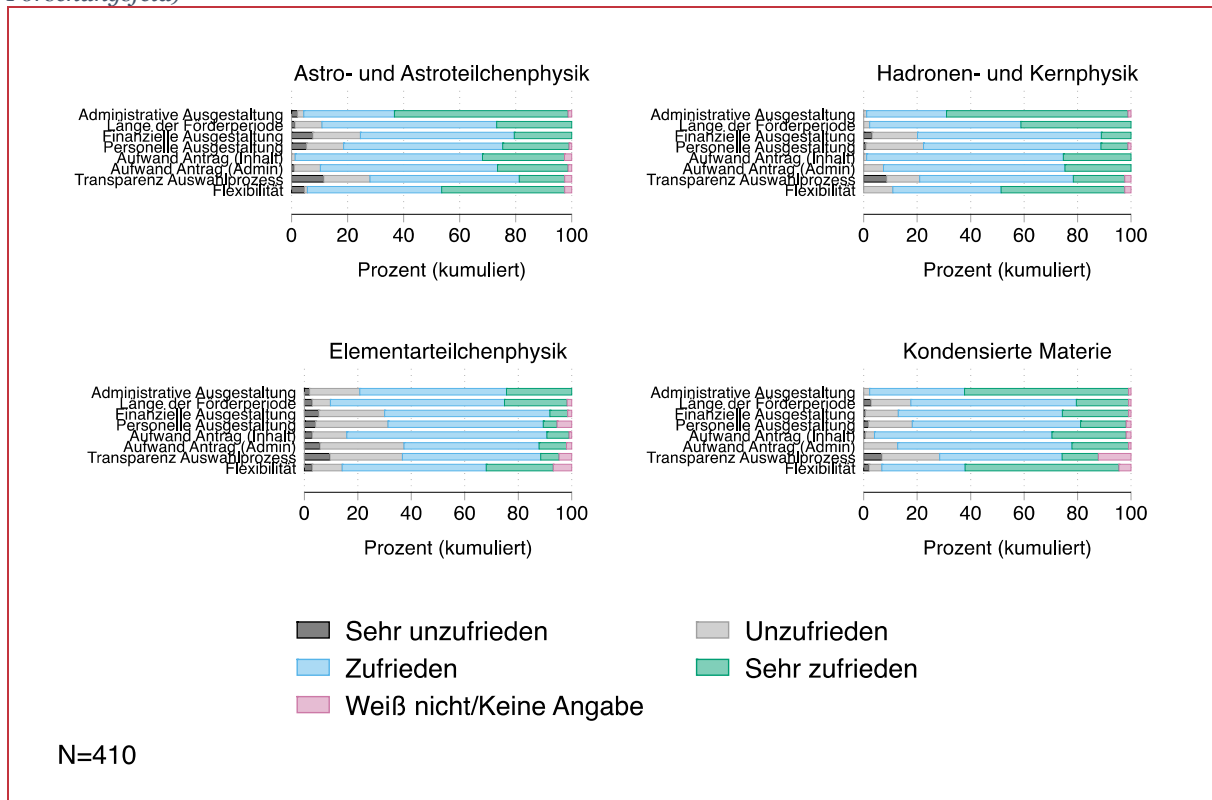 Forschungsfeld)
Astro- und Astroteilchenphysik
Administrative Ausgestaltung
Länge der Förderperiode
Finanzielle Ausgestaltung
Personelle Ausgestaltung
Aufwand Antrag (Inhalt)
Aufwand Antrag (Admin)
Transparenz Auswahlprozess
Flexibilität
0 20 40 60 80 100
Prozent (kumuliert)
Hadronen- und Kernphysik
Administrative Ausgestaltung
Länge der Förderperiode
Finanzielle Ausgestaltung
Personelle Ausgestaltung
Aufwand Antrag (Inhalt)
Aufwand Antrag (Admin)
Transparenz Auswahlprozess
Flexibilität
0 20 40 60 80 100
Prozent (kumuliert)
Elementarteilchenphysik
Administrative Ausgestaltung
Länge der Förderperiode
Finanzielle Ausgestaltung
Personelle Ausgestaltung
Aufwand Antrag (Inhalt)
Aufwand Antrag (Admin)
Transparenz Auswahlprozess
Flexibilität
0 20 40 60 80 100
Prozent (kumuliert)
Kondensierte Materie
Administrative Ausgestaltung
Länge der Förderperiode
Finanzielle Ausgestaltung
Personelle Ausgestaltung
Aufwand Antrag (Inhalt)
Aufwand Antrag (Admin)
Transparenz Auswahlprozess
Flexibilität
0 20 40 60 80 100
Prozent (kumuliert)
Sehr unzufrieden
Unzufrieden
Zufrieden
Sehr zufrieden
Weiß nicht/Keine Angabe
N=410